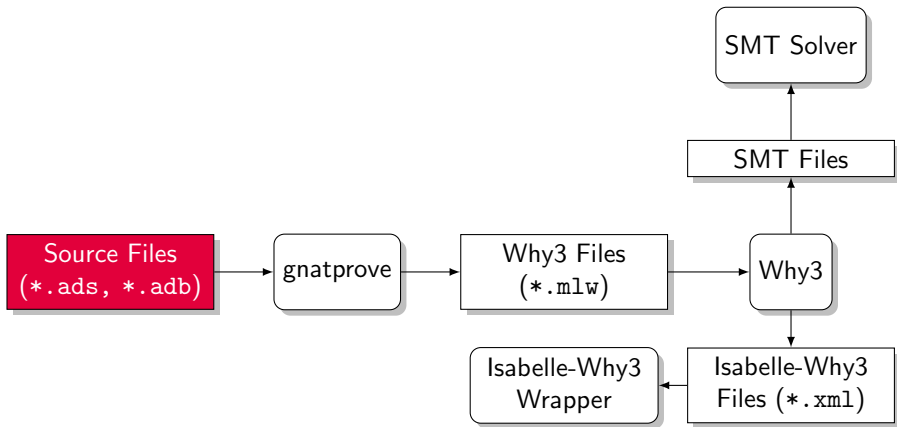 SMT Solver
SMT Files
Source Files
(*.ads, *.adb)
gnatprove
Why3 Files
(*.mlw)
Why3
Isabelle-Why3
Wrapper
Isabelle-Why3
Files (*.xml)